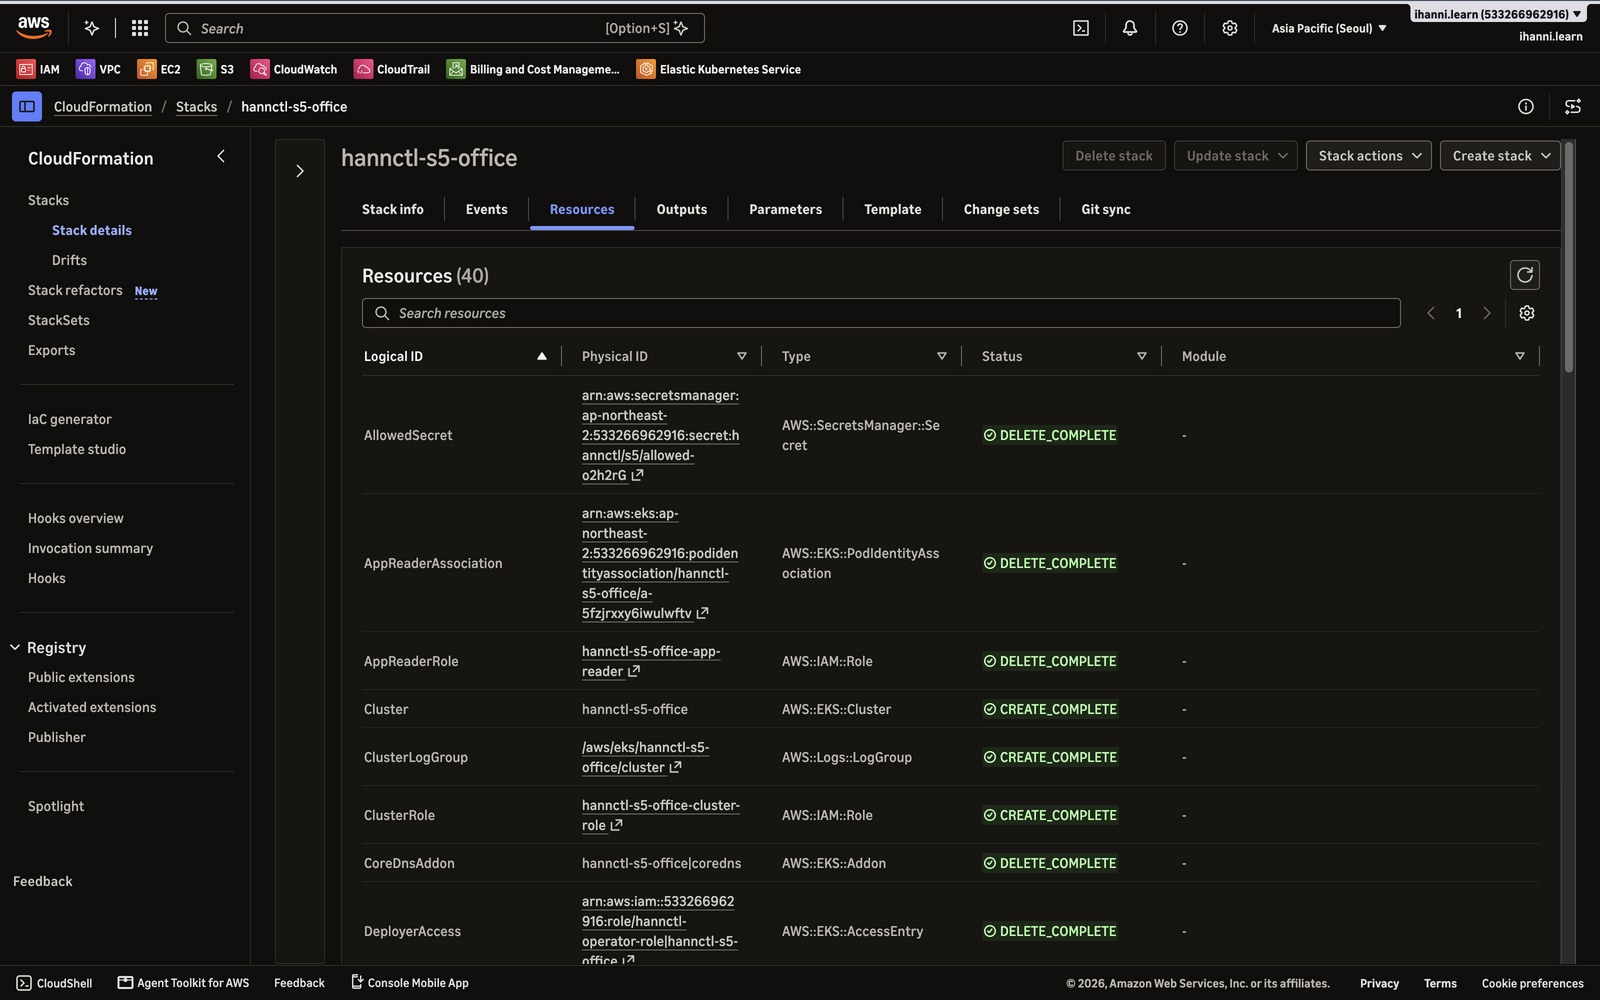 aws
Search
[Option+S]
Asia Pacific (Seoul)
ihanni.learn (533266962916)
ihanni.learn
IAM
VPC
EC2
S3
CloudWatch
CloudTrail
Billing and Cost Manageme...
Elastic Kubernetes Service
CloudFormation / Stacks / hannctl-s5-office
CloudFormation
Stacks
Stack details
Drifts
Stack refactors New
StackSets
Exports
IaC generator
Template studio
Hooks overview
Invocation summary
Hooks
Registry
Public extensions
Activated extensions
Publisher
Spotlight
Feedback
hannctl-s5-office
Delete stack
Update stack
Stack actions
Create stack
Stack info
Events
Resources
Outputs
Parameters
Template
Change sets
Git sync
Resources (40)
Search resources
1
Logical ID
Physical ID
Type
Status
Module
AllowedSecret
arn:aws:secretsmanager:
ap-northeast-
2:533266962916:secret:h
annctl/s5/allowed-
o2h2rG
AWS::SecretsManager::Se
cret
DELETE_COMPLETE
-
AppReaderAssociation
arn:aws:eks:ap-
northeast-
2:533266962916:podiden
tityassociation/hannctl-
s5-office/a-
5fzjrxxy6iwulwftv
AWS::EKS::PodIdentityAss
ociation
DELETE_COMPLETE
-
AppReaderRole
hannctl-s5-office-app-
reader
AWS::IAM::Role
DELETE_COMPLETE
-
Cluster
hannctl-s5-office
AWS::EKS::Cluster
CREATE_COMPLETE
-
ClusterLogGroup
/aws/eks/hannctl-s5-
office/cluster
AWS::Logs::LogGroup
CREATE_COMPLETE
-
ClusterRole
hannctl-s5-office-cluster-
role
AWS::IAM::Role
CREATE_COMPLETE
-
CoreDnsAddon
hannctl-s5-office|coredns
AWS::EKS::Addon
DELETE_COMPLETE
-
DeployerAccess
arn:aws:iam::533266962
916:role/hannctl-
operator-role|hannctl-s5-
office
AWS::EKS::AccessEntry
DELETE_COMPLETE
-
CloudShell
Agent Toolkit for AWS
Feedback
Console Mobile App
© 2026, Amazon Web Services, Inc. or its affiliates.
Privacy
Terms
Cookie preferences